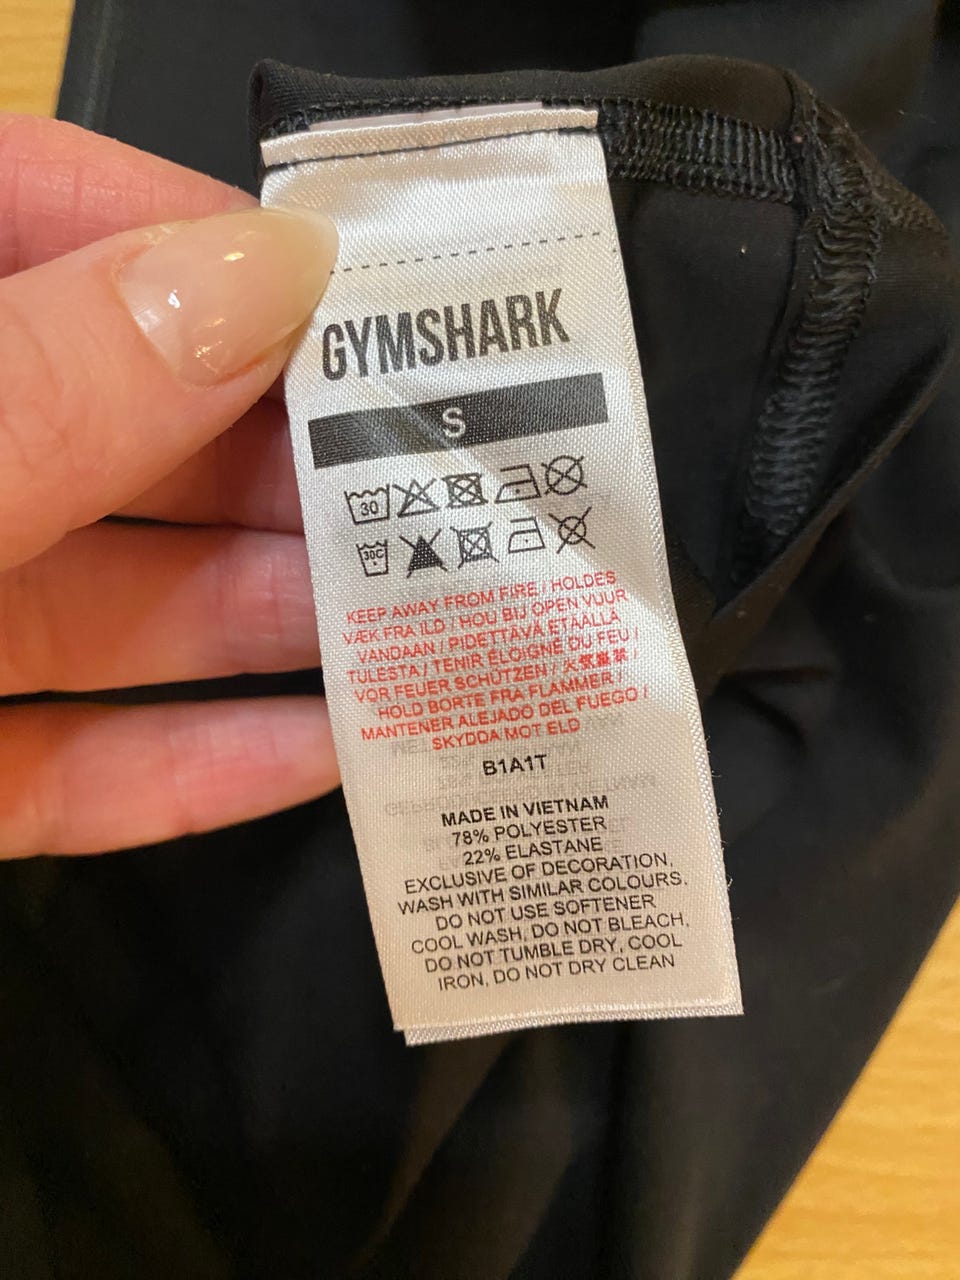 GYMSHARK
S
30
30C
KEEP AWAY FROM FIRE / HOLDES
VÆK FRA ILD / HOU BIJ OPEN VUUR
VANDAAN / PIDETTÄVÄ ETÄÄLLÄ
TULESTA / TENIR ÉLOIGNÉ DU FEU /
VOR FEUER SCHÜTZEN / 火気厳禁 /
HOLD BORTE FRA FLAMMER /
MANTENER ALEJADO DEL FUEGO /
SKYDDA MOT ELD
B1A1T
MADE IN VIETNAM
78% POLYESTER
22% ELASTANE
EXCLUSIVE OF DECORATION,
WASH WITH SIMILAR COLOURS,
DO NOT USE SOFTENER
COOL WASH, DO NOT BLEACH,
DO NOT TUMBLE DRY, COOL
IRON, DO NOT DRY CLEAN